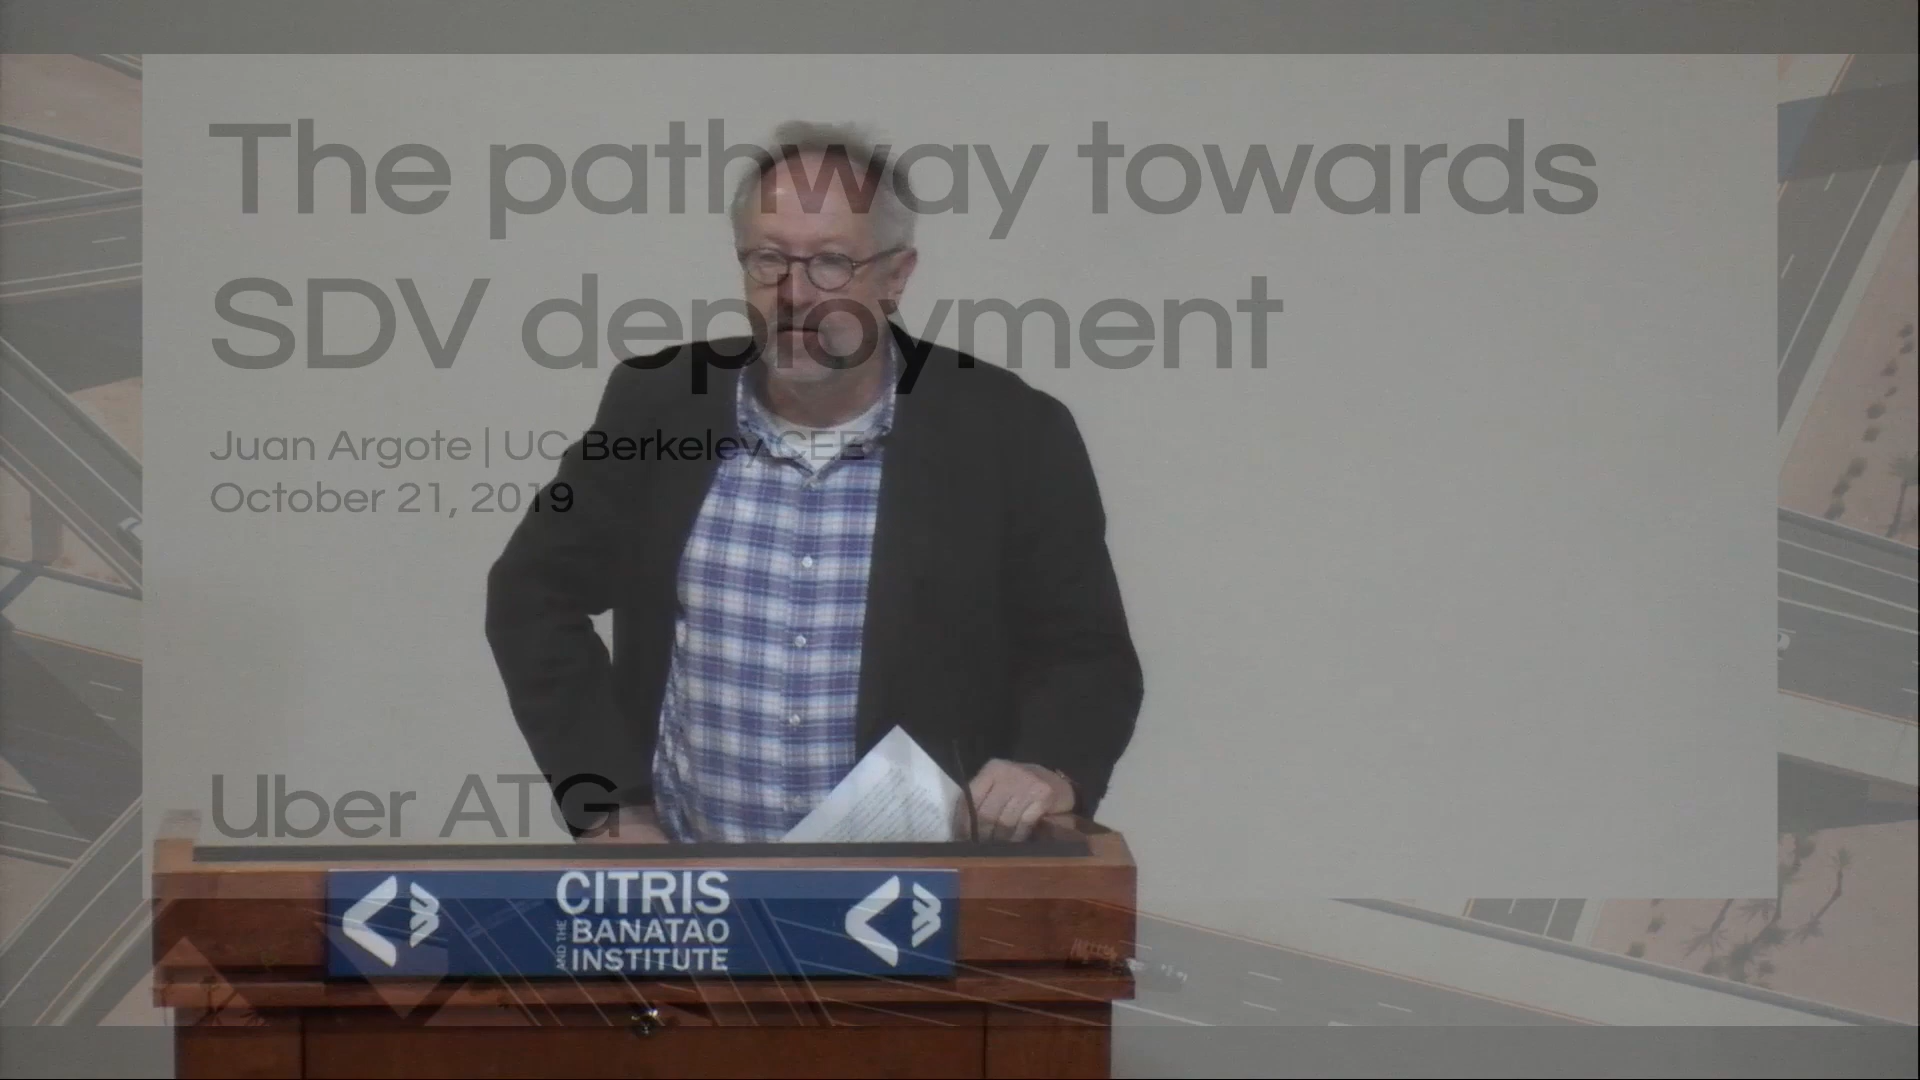 The pathway towards
SDV deployment
Juan Argote | UC Berkeley CEE
October 21, 2019
Uber ATG
CITRIS
AND THE
BANATAO
INSTITUTE